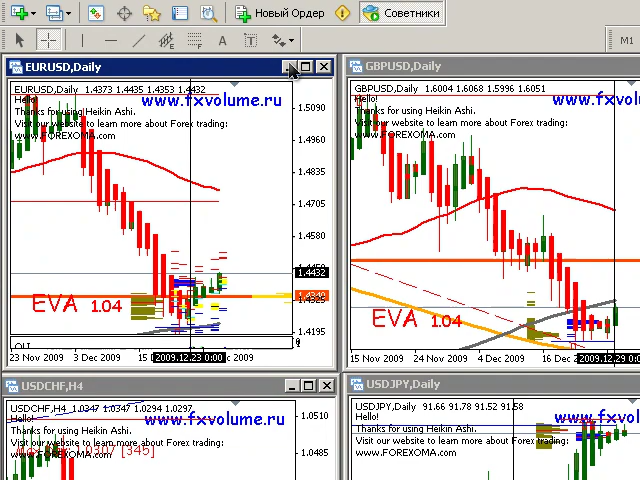 Новый Ордер
Советники
A
T
M1
EURUSD,Daily
EURUSD,Daily 1.4373 1.4435 1.4353 1.4432
Hello!
www.fxvolume.ru
Thanks for using Heikin Ashi.
Visit our website to learn more about Forex trading:
www.FOREXOMA.com
1.5090
1.4960
1.4835
1.4705
1.4580
1.4432
1.4325
1.4195
EVA 1.04
23 Nov 2009
3 Dec 2009
2009.12.23 0:00
GBPUSD,Daily
GBPUSD,Daily 1.6004 1.6068 1.5996 1.6051
Hello!
www.fxvolume
Thanks for using Heikin Ashi.
Visit our website to learn more about Forex trading:
www.FOREXOMA.com
EVA 1.04
15 Nov 2009
24 Nov 2009
4 Dec 2009
16 Dec
2009.12.29 0:00
USDCHF,H4
USDCHF,H4 1.0347 1.0347 1.0294 1.0297
Hello!
www.fxvolume.ru
Thanks for using Heikin Ashi.
Visit our website to learn more about Forex trading:
www.FOREXOMA.com
1.0307 [345]
1.0510
1.0485
USDJPY,Daily
USDJPY,Daily 91.66 91.78 91.52 91.58
Hello!
www.fxvolum
Thanks for using Heikin Ashi.
Visit our website to learn more about Forex trading:
www.FOREXOMA.com